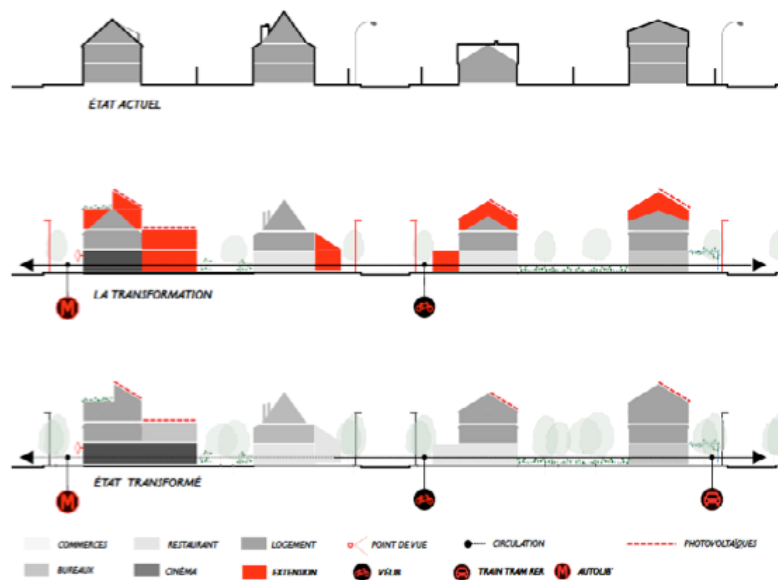 ÉTAT ACTUEL
LA TRANSFORMATION
M
ÉTAT TRANSFORMÉ
M
COMMERCES RESTAURANT LOGEMENT POINT DE VUE CIRCULATION PHOTOVOLTAÏQUES
BUREAUX CINÉMA EXTENSION VÉLIB TRAIN TRAM RER M AUTOLIB'